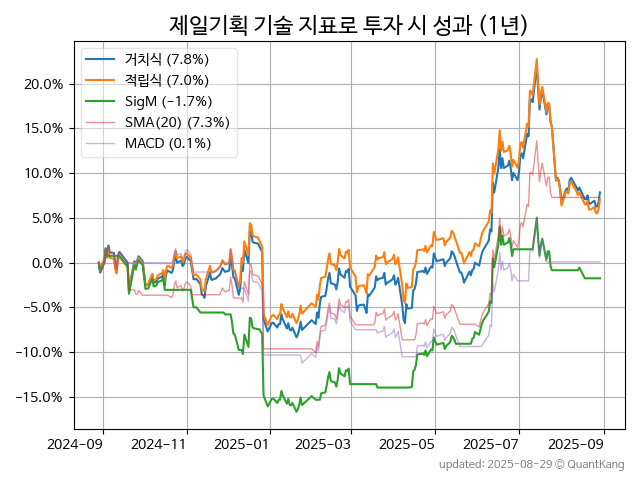 제일기획 기술 지표로 투자 시 성과 (1년)
거치식 (7.8%)
적립식 (7.0%)
SigM (−1.7%)
SMA(20) (7.3%)
MACD (0.1%)
20.0%
15.0%
10.0%
5.0%
0.0%
−5.0%
−10.0%
−15.0%
2024-09 2024-11 2025-01 2025-03 2025-05 2025-07 2025-09
updated: 2025-08-29 © QuantKang